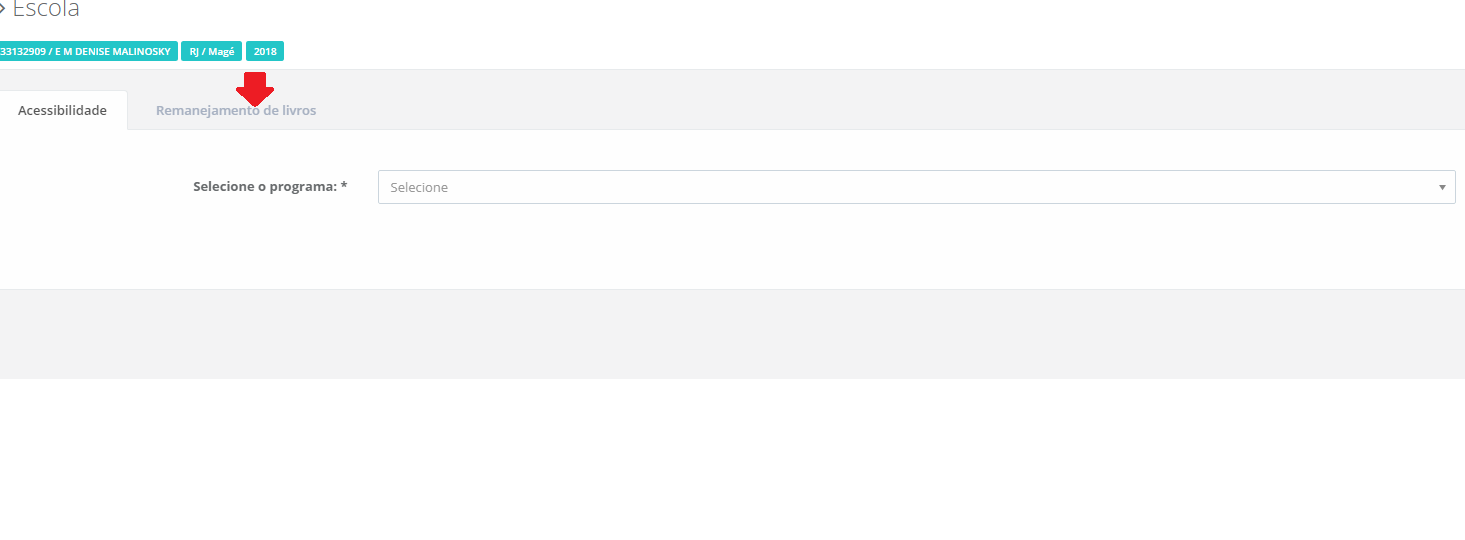 Escola
33132909 / E M DENISE MALINOSKY RJ / Magé 2018
Acessibilidade Remanejamento de livros
Selecione o programa: * Selecione